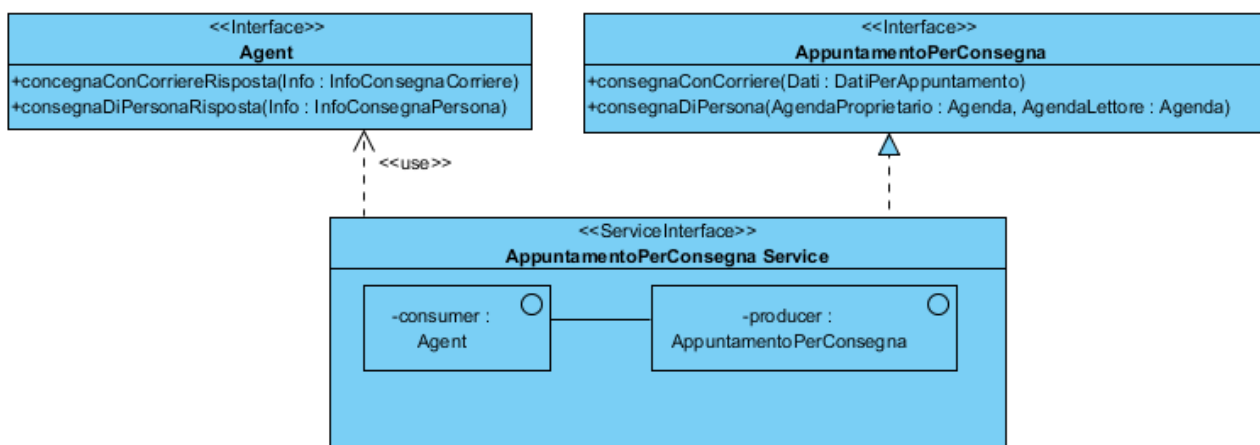 <<Interface>>
Agent
+concegnaConCorriereRisposta(Info : InfoConsegnaCorriere)
+consegnaDiPersonaRisposta(Info : InfoConsegnaPersona)
<<Interface>>
AppuntamentoPerConsegna
+consegnaConCorriere(Dati : DatiPerAppuntamento)
+consegnaDiPersona(AgendaProprietario : Agenda, AgendaLettore : Agenda)
<<use>>
<<ServiceInterface>>
AppuntamentoPerConsegna Service
-consumer :
Agent
-producer :
AppuntamentoPerConsegna